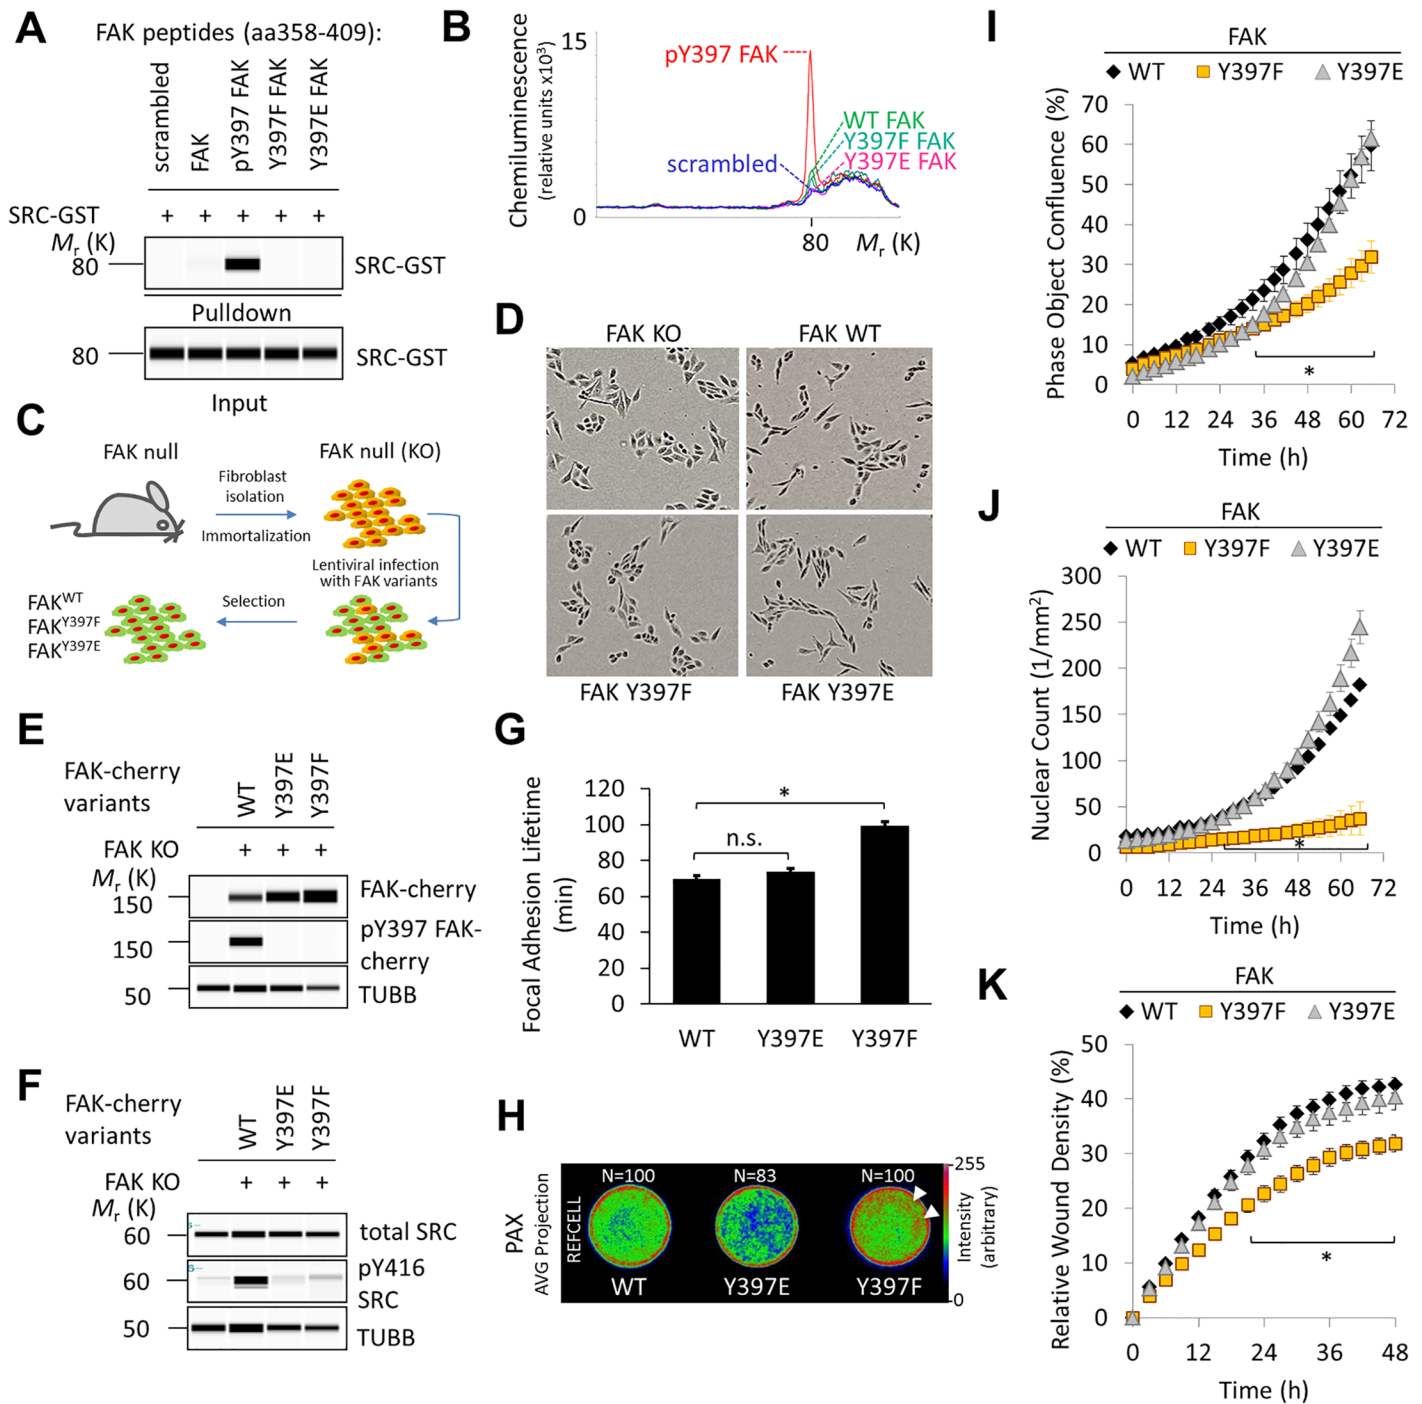 A
FAK peptides (aa358-409):
scrambled
FAK
pY397 FAK
Y397F FAK
Y397E FAK
SRC-GST + + + + +
Mr (K)
80
SRC-GST
Pulldown
80
SRC-GST
Input
B
Chemiluminescence
(relative units x10³)
15
0
pY397 FAK
WT FAK
Y397F FAK
Y397E FAK
scrambled
80 Mr (K)
C
FAK null
FAK null (KO)
Fibroblast
isolation
Immortalization
Lentiviral infection
with FAK variants
Selection
FAKWT
FAKY397F
FAKY397E
D
FAK KO
FAK WT
FAK Y397F
FAK Y397E
E
FAK-cherry
variants
WT
Y397E
Y397F
FAK KO + + +
Mr (K)
150
FAK-cherry
150
pY397 FAK-
cherry
50
TUBB
F
FAK-cherry
variants
WT
Y397E
Y397F
FAK KO + + +
Mr (K)
60
total SRC
60
pY416
SRC
50
TUBB
G
Focal Adhesion Lifetime
(min)
120
100
80
60
40
20
0
*
n.s.
WT Y397E Y397F
H
PAX
AVG Projection
REFCELL
N=100 N=83 N=100
WT Y397E Y397F
255
0
Intensity
(arbitrary)
I
FAK
WT Y397F Y397E
Phase Object Confluence (%)
70
60
50
40
30
20
10
0
*
0 12 24 36 48 60 72
Time (h)
J
FAK
WT Y397F Y397E
Nuclear Count (1/mm²)
300
250
200
150
100
50
0
*
0 12 24 36 48 60 72
Time (h)
K
FAK
WT Y397F Y397E
Relative Wound Density (%)
50
40
30
20
10
0
*
0 12 24 36 48
Time (h)